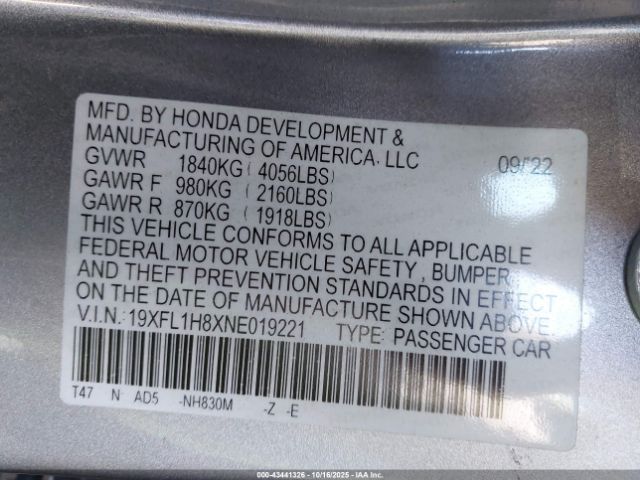 MFD. BY HONDA DEVELOPMENT &
MANUFACTURING OF AMERICA, LLC 09/22
GVWR 1840KG ( 4056LBS)
GAWR F 980KG ( 2160LBS)
GAWR R 870KG ( 1918LBS)
THIS VEHICLE CONFORMS TO ALL APPLICABLE
FEDERAL MOTOR VEHICLE SAFETY , BUMPER,
AND THEFT PREVENTION STANDARDS IN EFFECT
ON THE DATE OF MANUFACTURE SHOWN ABOVE.
V.I.N.: 19XFL1H8XNE019221 TYPE: PASSENGER CAR
T47 N AD5 -NH830M -Z -E
000-43441326 - 10/16/2025 - IAAI.COM